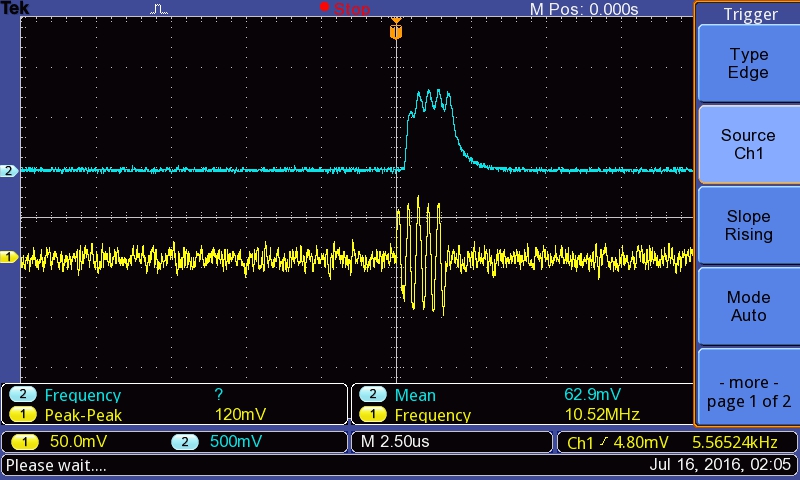 Tek
Stop
M Pos: 0.000s
Trigger
Type
Edge
Source
Ch1
Slope
Rising
Mode
Auto
- more -
page 1 of 2
T
2
1
2 Frequency ?
1 Peak-Peak 120mV
2 Mean 62.9mV
1 Frequency 10.52MHz
1 50.0mV 2 500mV
M 2.50us
Ch1 4.80mV 5.56524kHz
Please wait....
Jul 16, 2016, 02:05